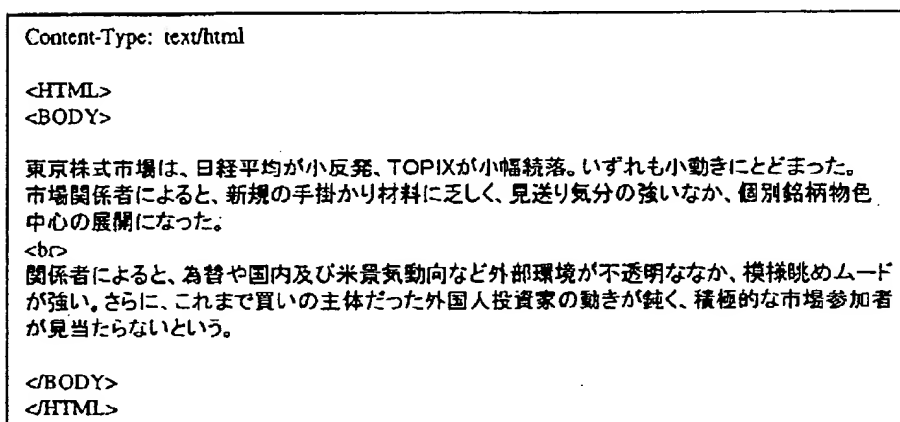 Content-Type: text/html
<HTML>
<BODY>
東京株式市場は、日経平均が小反発、TOPIXが小幅続落。いずれも小動きにとどまった。
市場関係者によると、新規の手掛かり材料に乏しく、見送り気分の強いなか、個別銘柄物色
中心の展開になった。
<br>
関係者によると、為替や国内及び米景気動向など外部環境が不透明ななか、模様眺めムード
が強い。さらに、これまで買いの主体だった外国人投資家の動きが鈍く、積極的な市場参加者
が見当たらないという。
</BODY>
</HTML>